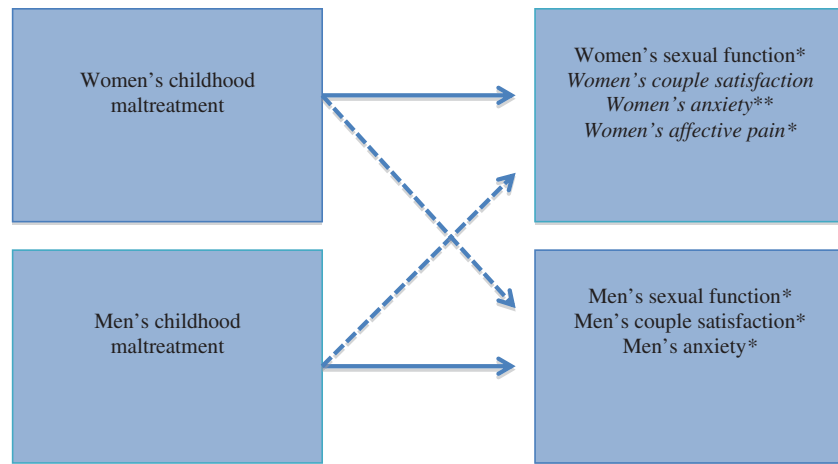 Women’s childhood
maltreatment
Women’s sexual function*
Women’s couple satisfaction
Women’s anxiety**
Women’s affective pain*
Men’s childhood
maltreatment
Men’s sexual function*
Men’s couple satisfaction*
Men’s anxiety*